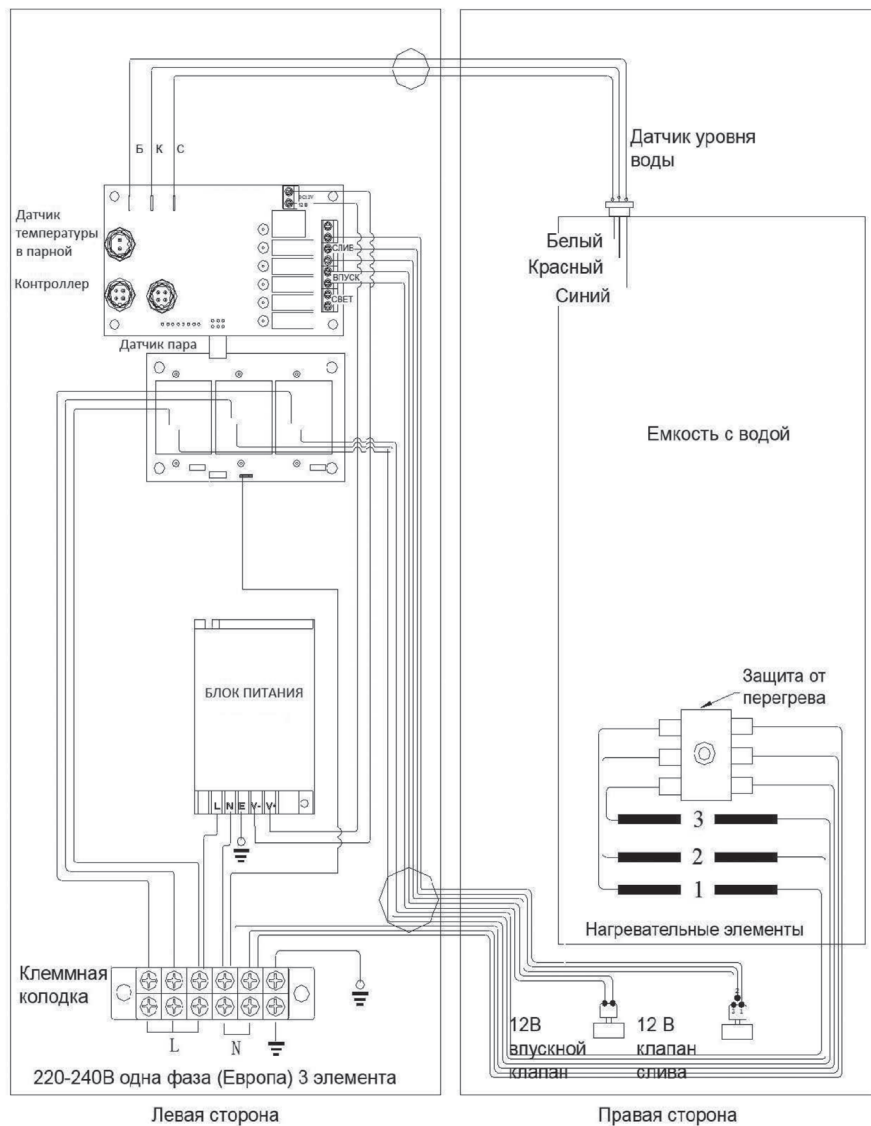 Б К С
Датчик уровня
воды
Датчик
температуры
в парной
DC12V
12 В
СЛИВ
Белый
Красный
Контроллер
ВПУСК
Синий
СВЕТ
Датчик пара
Емкость с водой
Защита от
перегрева
БЛОК ПИТАНИЯ
L N E V- V+
3
2
1
Нагревательные элементы
Клеммная
колодка
L N
12В
впускной
клапан
12 В
клапан
слива
220-240В одна фаза (Европа) 3 элемента
Левая сторона
Правая сторона